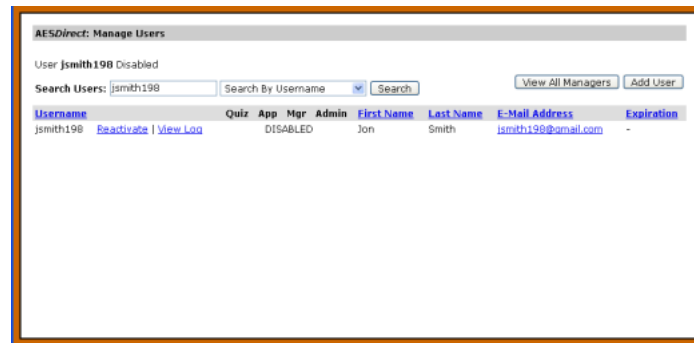 AESDirect: Manage Users
User jsmith198 Disabled
Search Users: jsmith198 Search By Username Search View All Managers Add User
Username Quiz App Mgr Admin First Name Last Name E-Mail Address Expiration
jsmith198 Reactivate | View Log DISABLED Jon Smith jsmith198@gmail.com -